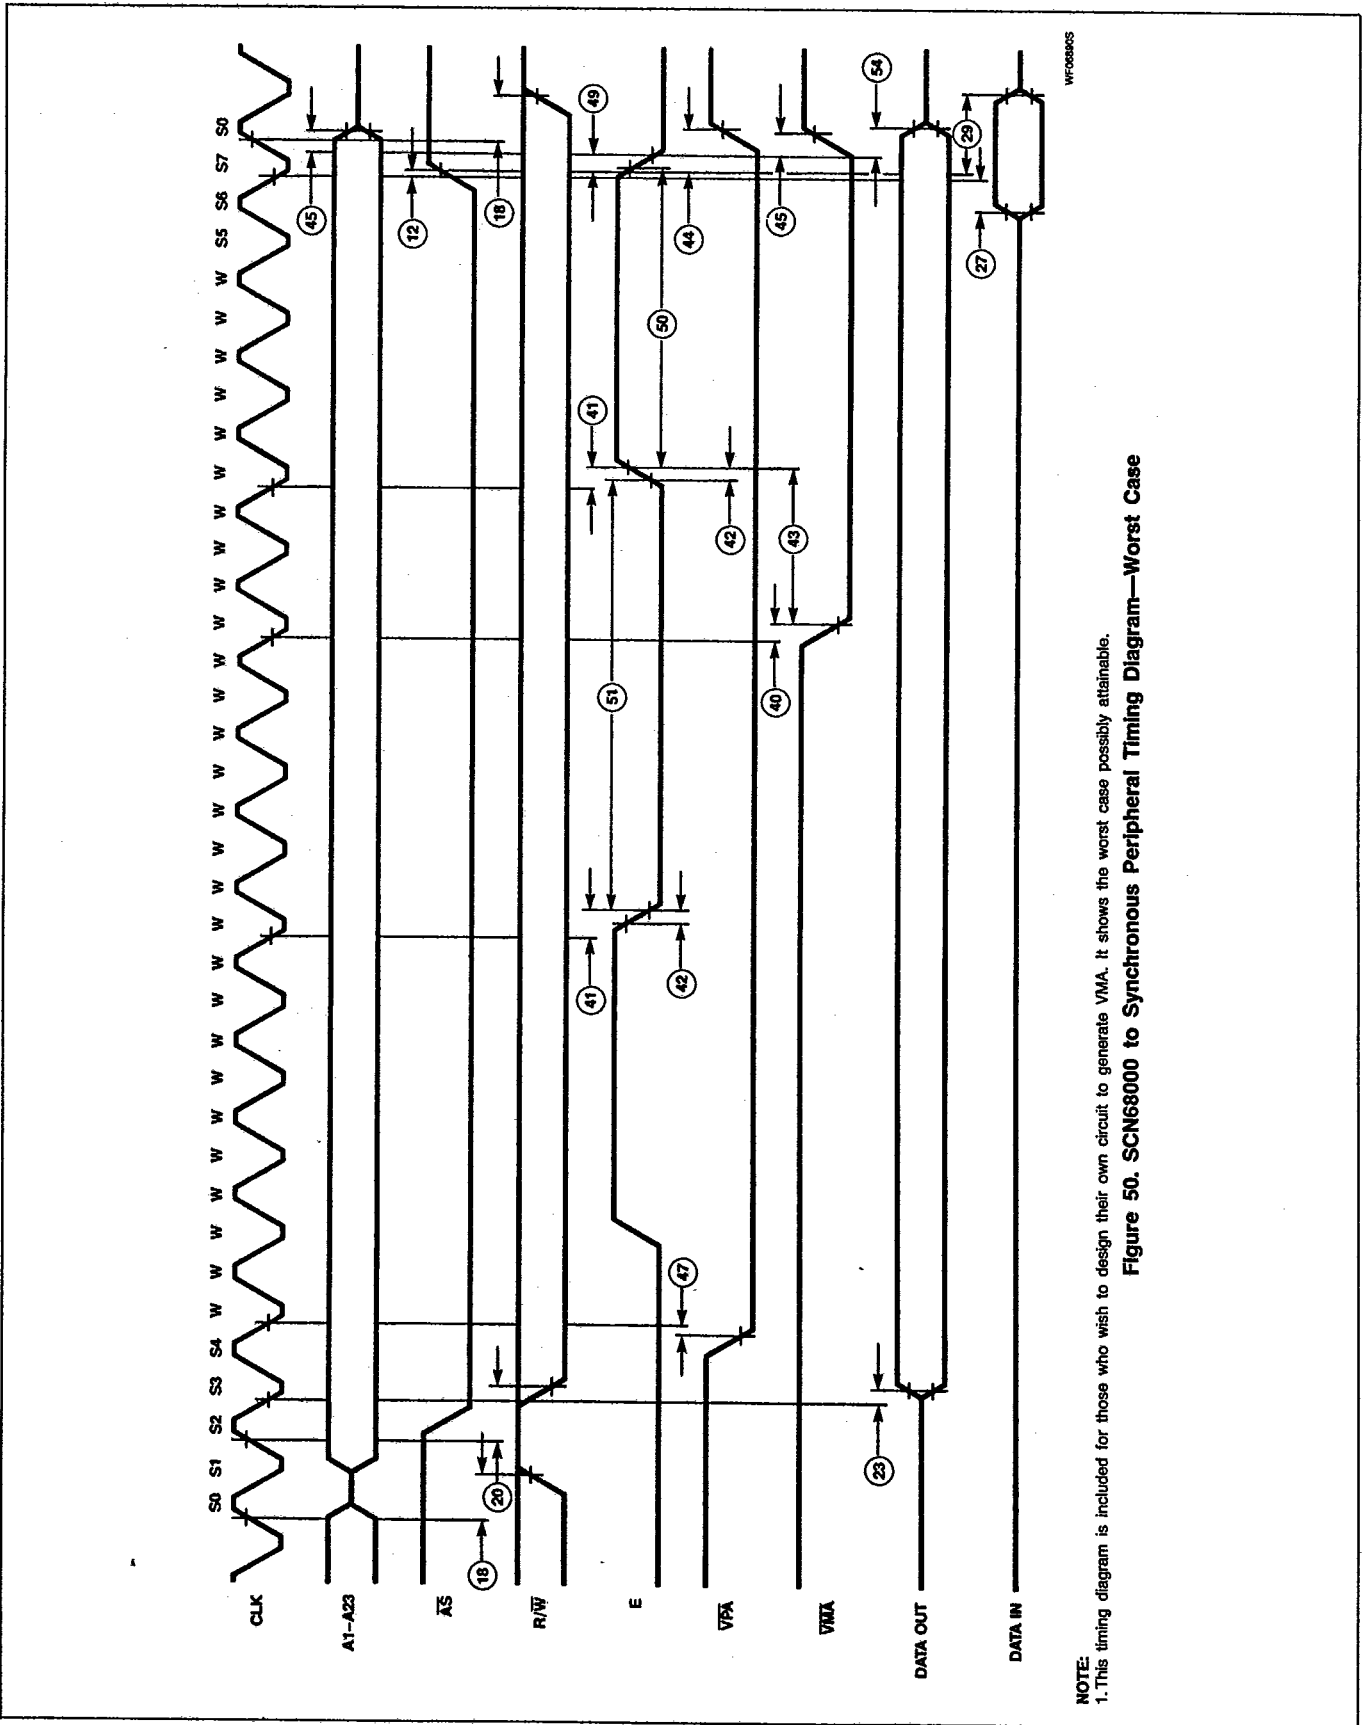 S0 S1 S2 S3 S4 W W W W W W W W W W W W W W W W W W W W W W W W W W W W S5 S6 S7 S0
CLK
A1–A23
45
A̅S̅
12
R/W̅
18
20
18
E
41
51
41
50
49
V̅P̅A̅
47
42
42
44
V̅M̅A̅
40
43
45
DATA OUT
23
54
DATA IN
27
29
WF06890S
NOTE:
1. This timing diagram is included for those who wish to design their own circuit to generate VMA. It shows the worst case possibly attainable.
Figure 50. SCN68000 to Synchronous Peripheral Timing Diagram—Worst Case